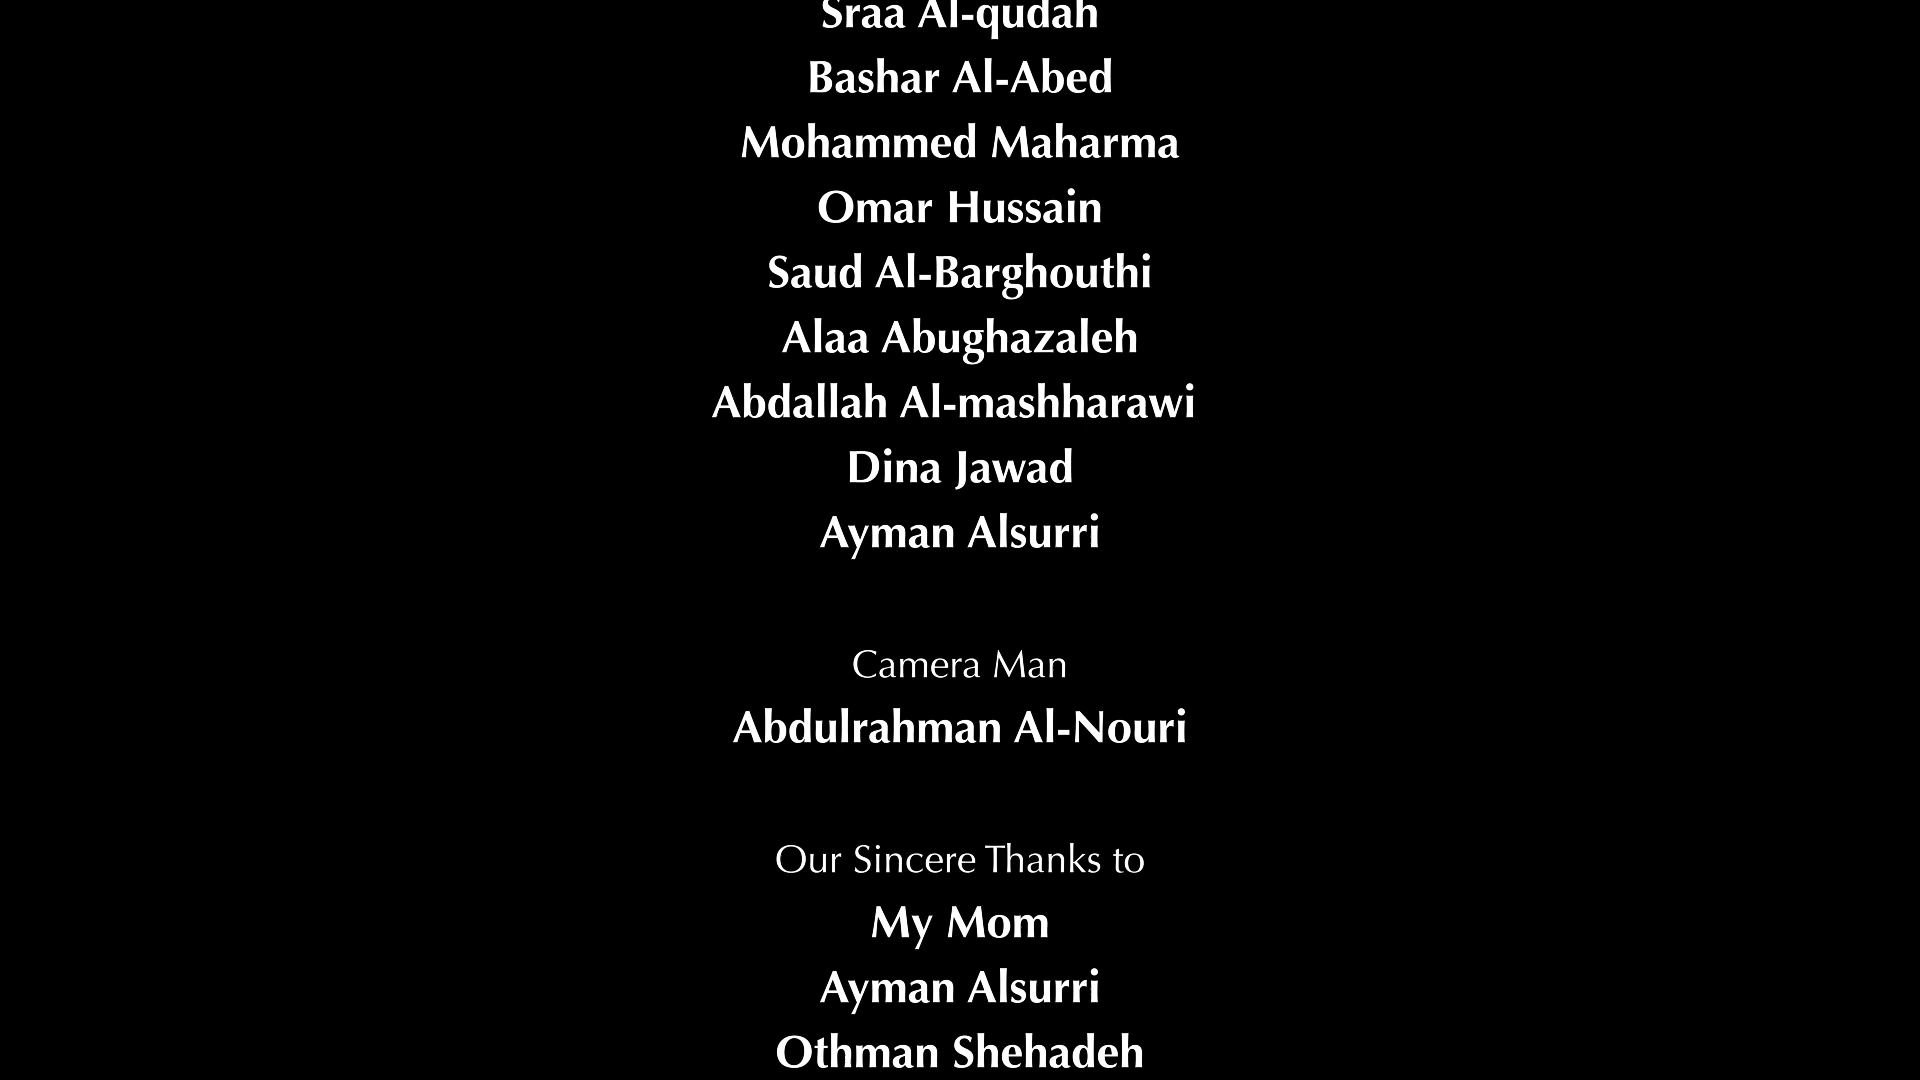 Sraa Al-qudah
Bashar Al-Abed
Mohammed Maharma
Omar Hussain
Saud Al-Barghouthi
Alaa Abughazaleh
Abdallah Al-mashharawi
Dina Jawad
Ayman Alsurri
Camera Man
Abdulrahman Al-Nouri
Our Sincere Thanks to
My Mom
Ayman Alsurri
Othman Shehadeh